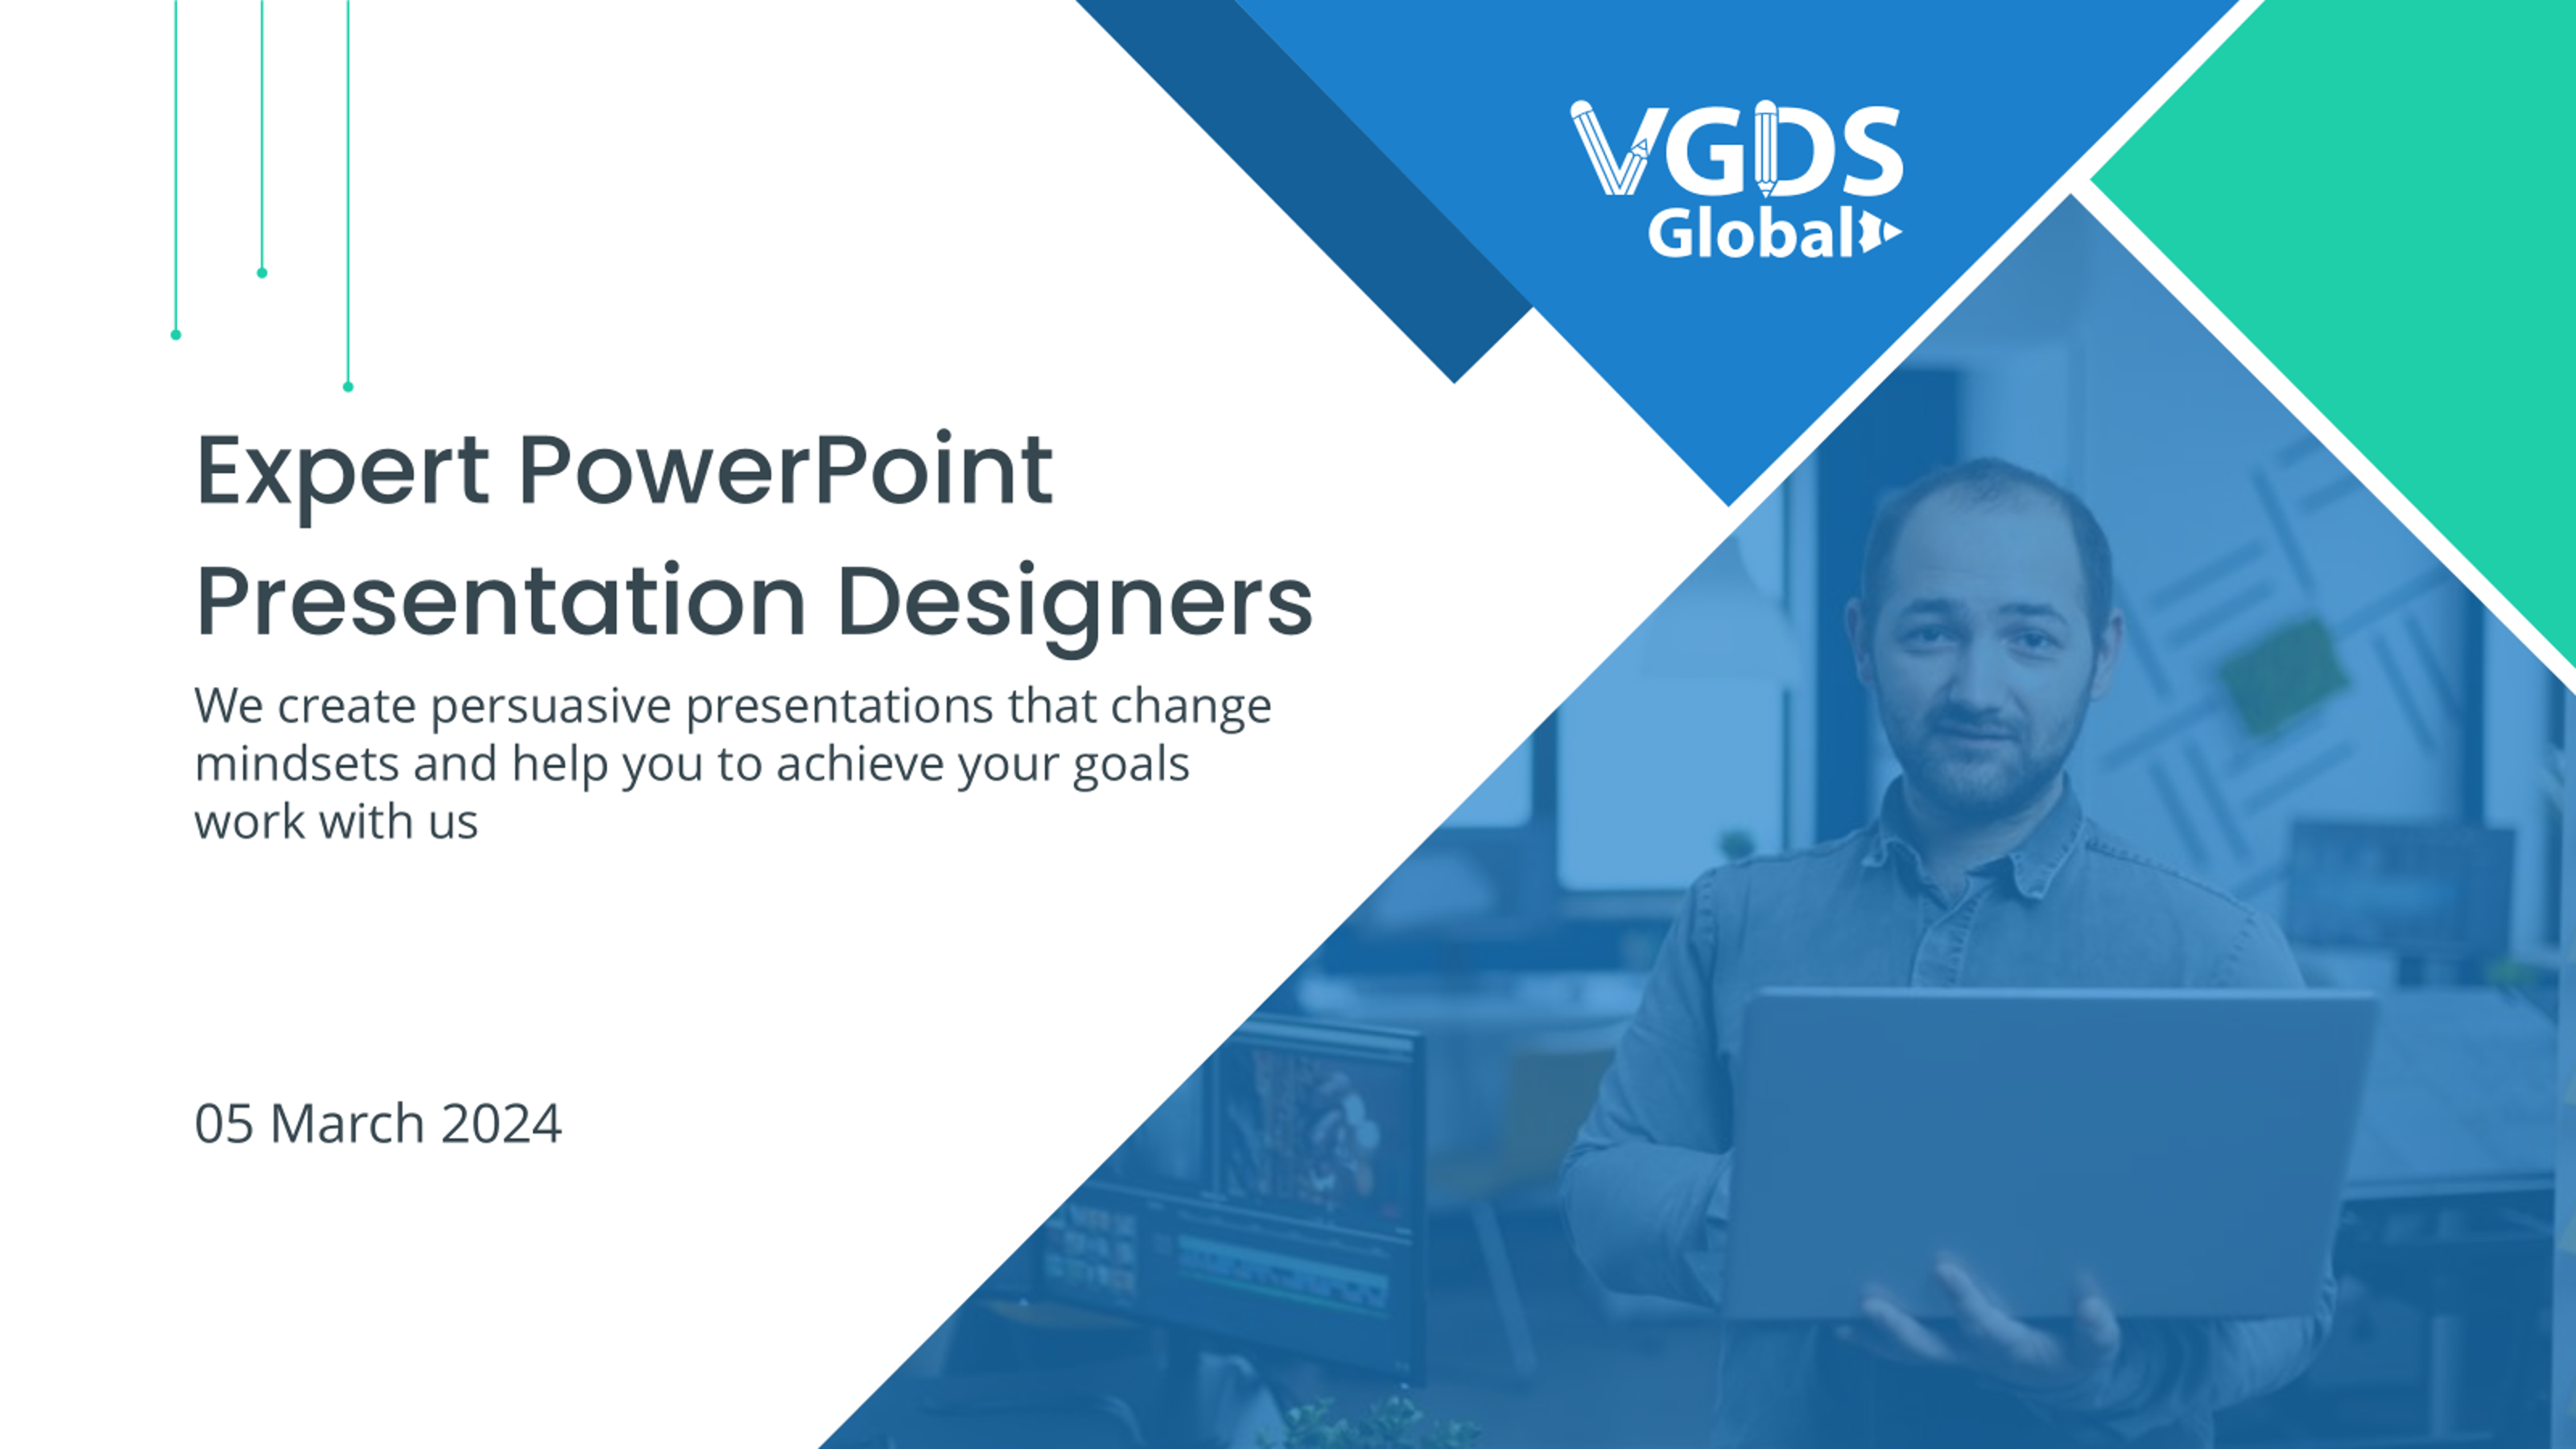 VGDS
Global
Expert PowerPoint
Presentation Designers
We create persuasive presentations that change
mindsets and help you to achieve your goals
work with us
05 March 2024